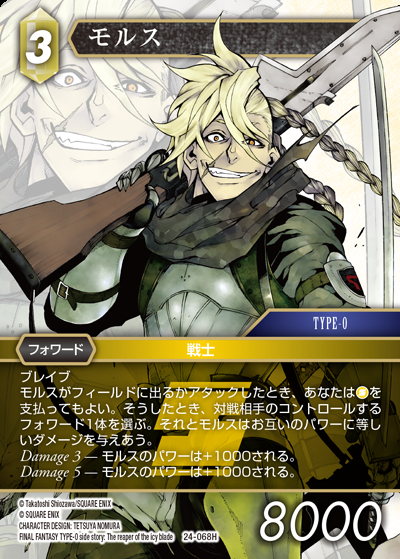 3
モルス
TYPE-0
フォワード
戦士
ブレイブ
モルスがフィールドに出るかアタックしたとき、あなたは土を
支払ってもよい。そうしたとき、対戦相手のコントロールする
フォワード1体を選ぶ。それとモルスはお互いのパワーに等し
いダメージを与えあう。
Damage 3 — モルスのパワーは+1000される。
Damage 5 — モルスのパワーは+1000される。
© Takatoshi Shiozawa/SQUARE ENIX
© SQUARE ENIX
CHARACTER DESIGN: TETSUYA NOMURA
FINAL FANTASY TYPE-0 side story; The reaper of the icy blade
24-068H
8000